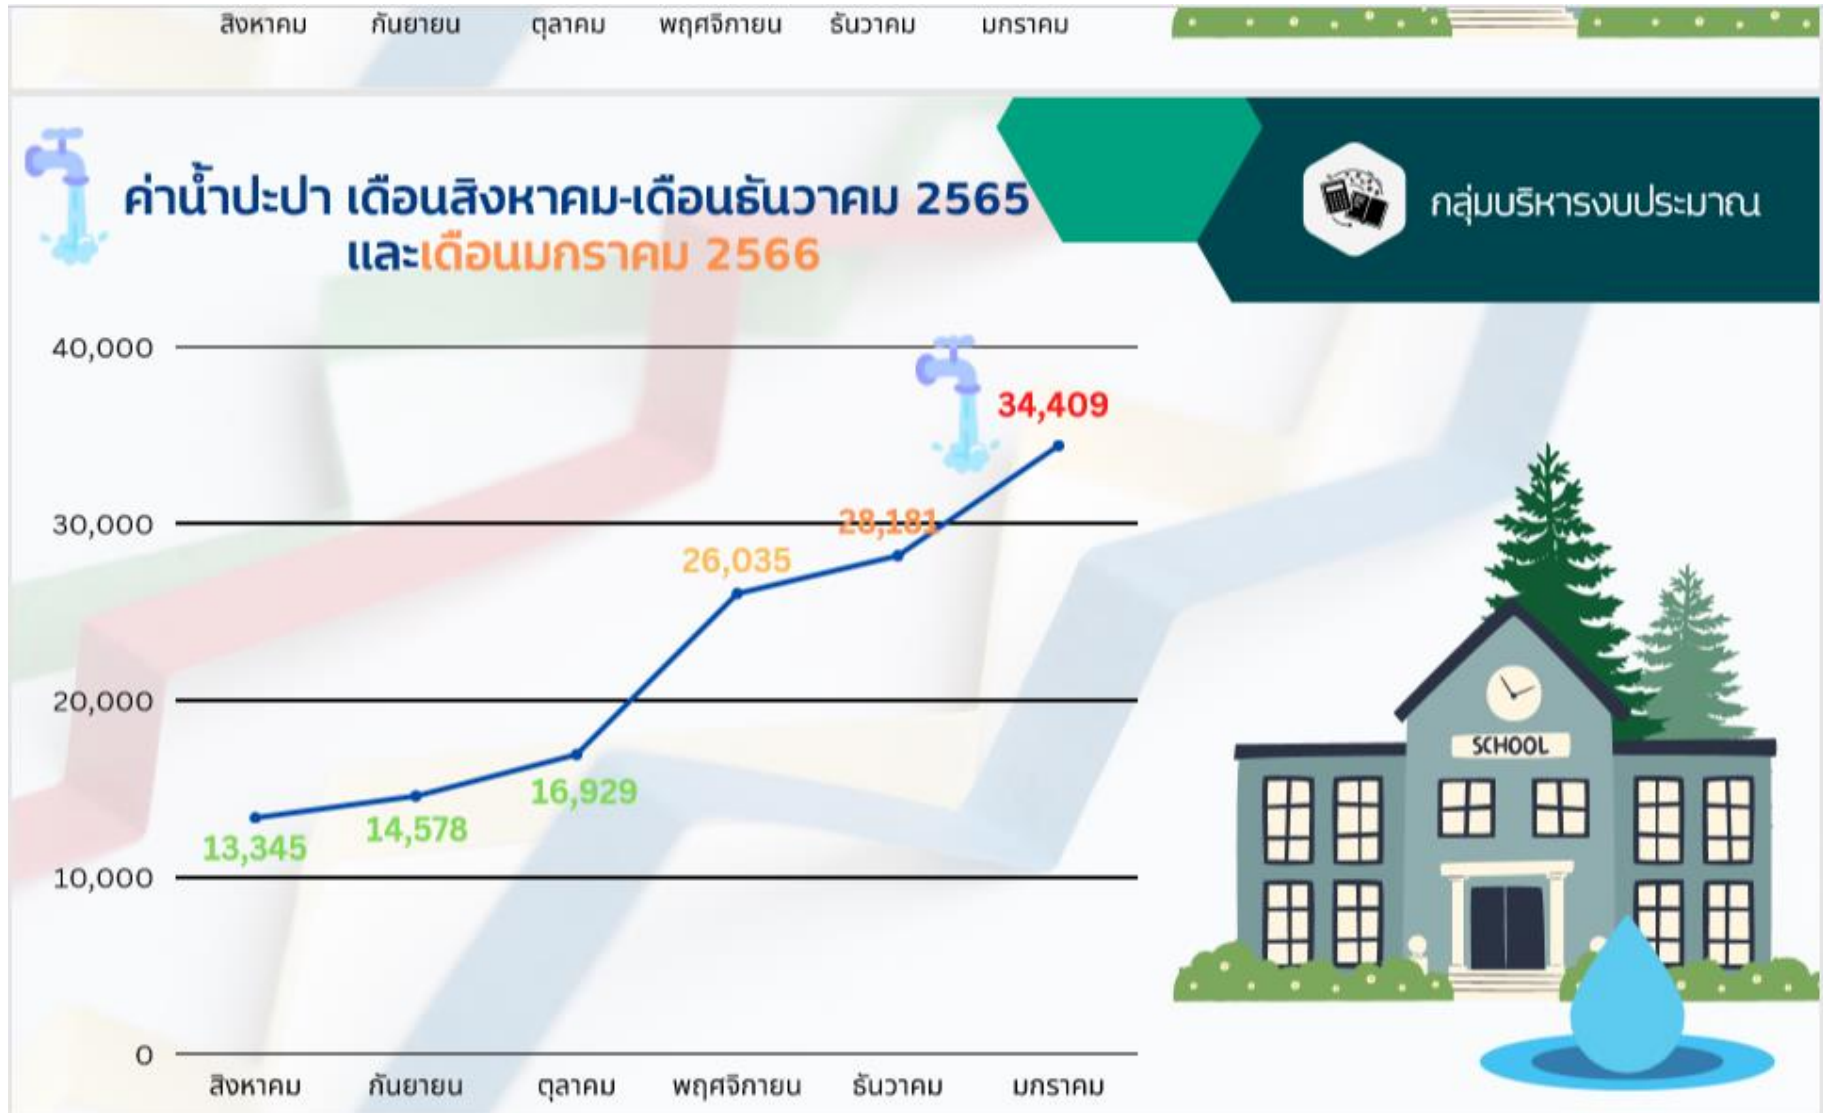 สิงหาคม กันยายน ตุลาคม พฤศจิกายน ธันวาคม มกราคม
ค่าน้ำปะปา เดือนสิงหาคม-เดือนธันวาคม 2565
และเดือนมกราคม 2566
กลุ่มบริหารงบประมาณ
40,000
34,409
30,000
28,181
26,035
20,000
SCHOOL
16,929
14,578
13,345
10,000
0
สิงหาคม กันยายน ตุลาคม พฤศจิกายน ธันวาคม มกราคม